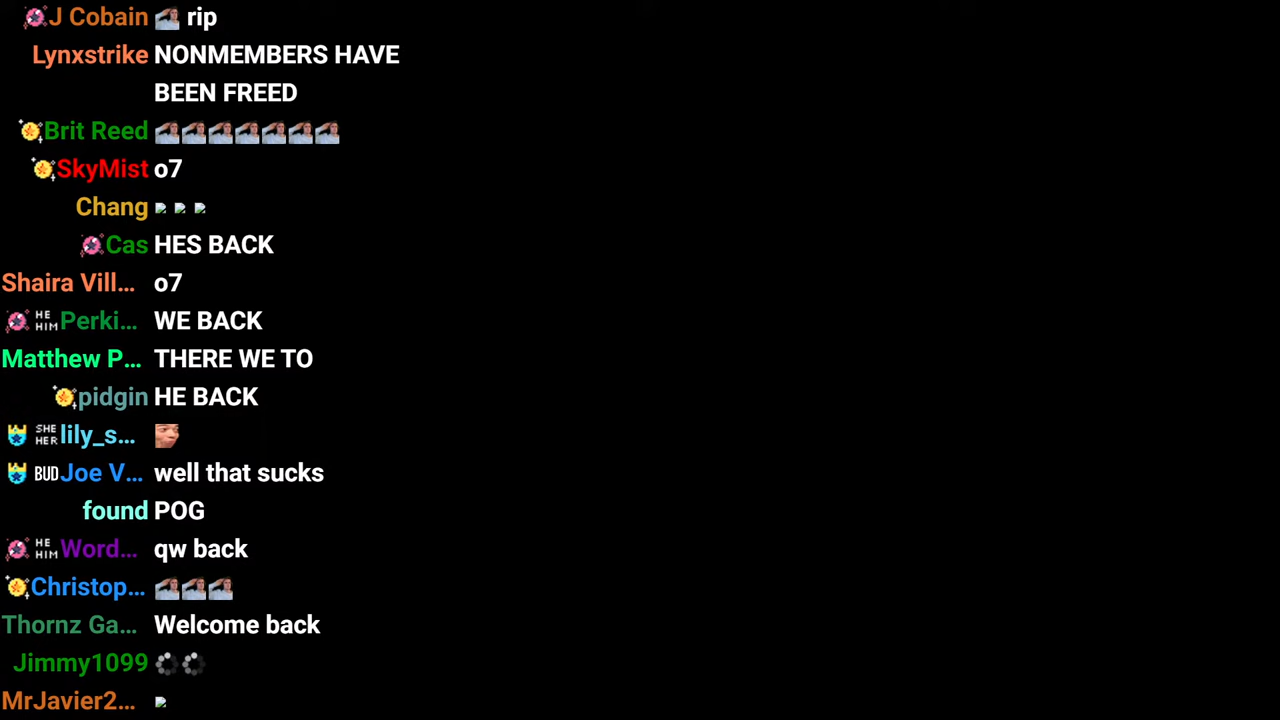 J Cobain rip
Lynxstrike NONMEMBERS HAVE
BEEN FREED
Brit Reed
SkyMist o7
Chang
Cas HES BACK
Shaira Vill... o7
HE HIM Perki... WE BACK
Matthew P... THERE WE TO
pidgin HE BACK
SHE HER lily_s...
BUD Joe V... well that sucks
found POG
HE HIM Word... qw back
Christop...
Thornz Ga... Welcome back
Jimmy1099
MrJavier2...